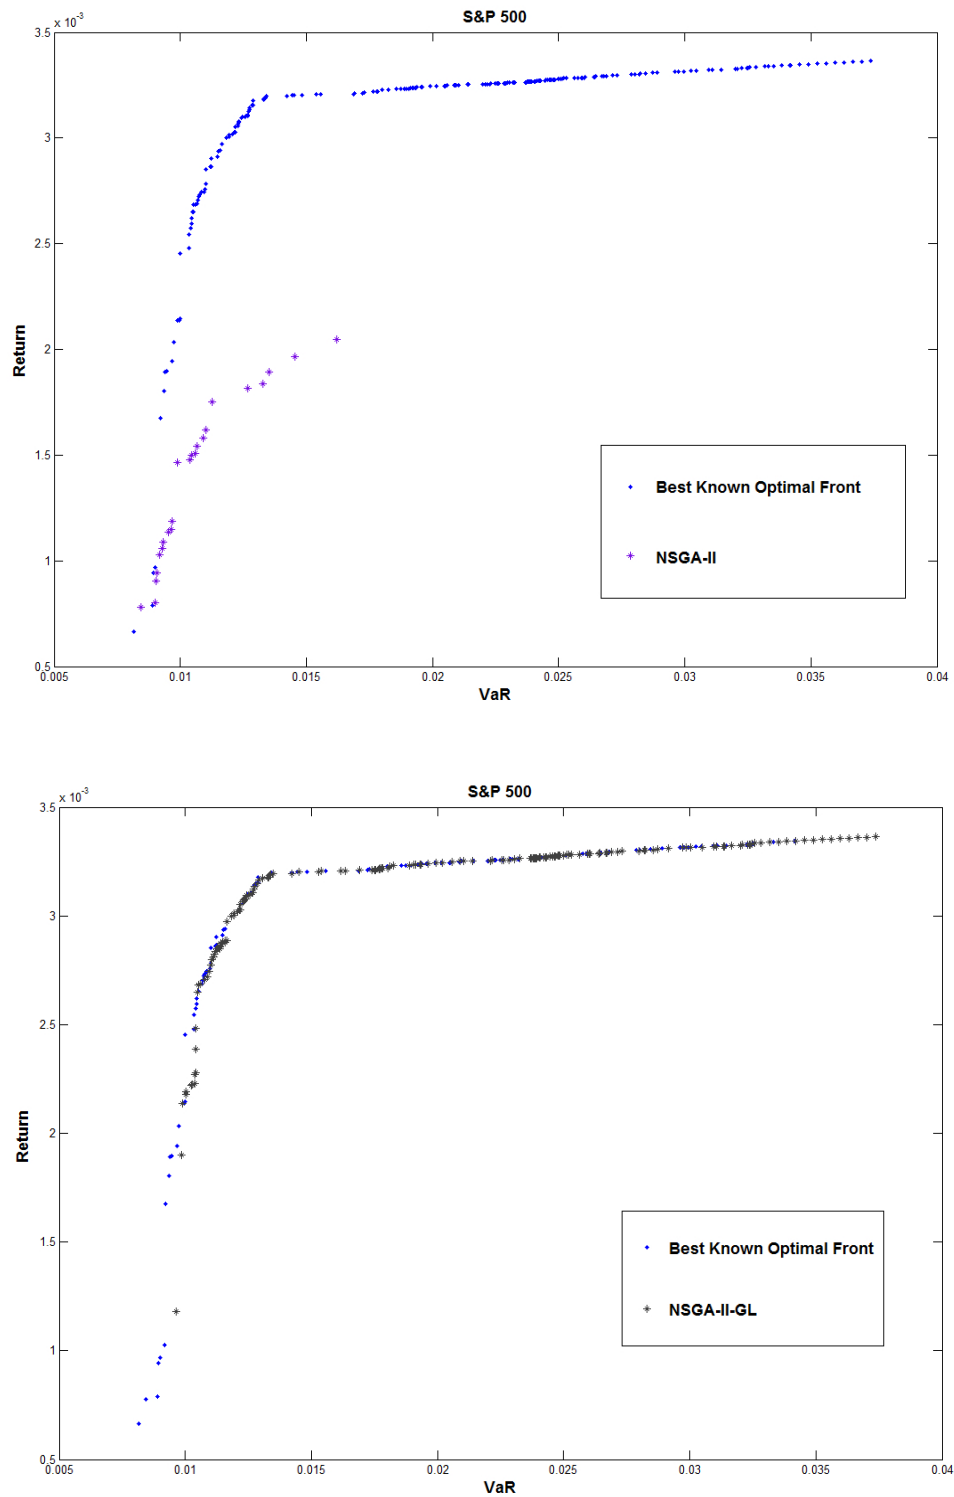 S&P 500
x 10^-3
3.5
3
2.5
2
1.5
1
0.5
Return
Best Known Optimal Front
NSGA-II
0.005 0.01 0.015 0.02 0.025 0.03 0.035 0.04
VaR
S&P 500
x 10^-3
3.5
3
2.5
2
1.5
1
0.5
Return
Best Known Optimal Front
NSGA-II-GL
0.005 0.01 0.015 0.02 0.025 0.03 0.035 0.04
VaR